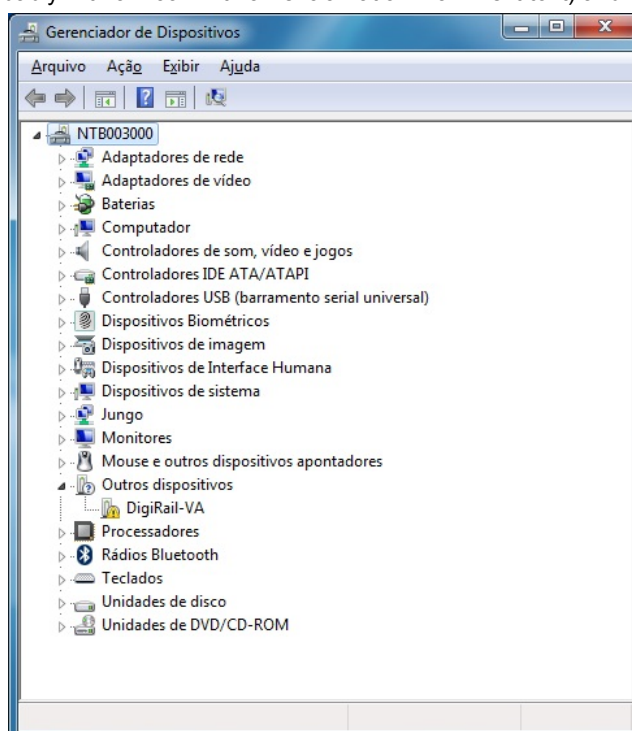 Gerenciador de Dispositivos
Arquivo Ação Exibir Ajuda
NTB003000
Adaptadores de rede
Adaptadores de vídeo
Baterias
Computador
Controladores de som, vídeo e jogos
Controladores IDE ATA/ATAPI
Controladores USB (barramento serial universal)
Dispositivos Biométricos
Dispositivos de imagem
Dispositivos de Interface Humana
Dispositivos de sistema
Jungo
Monitores
Mouse e outros dispositivos apontadores
Outros dispositivos
DigiRail-VA
Processadores
Rádios Bluetooth
Teclados
Unidades de disco
Unidades de DVD/CD-ROM